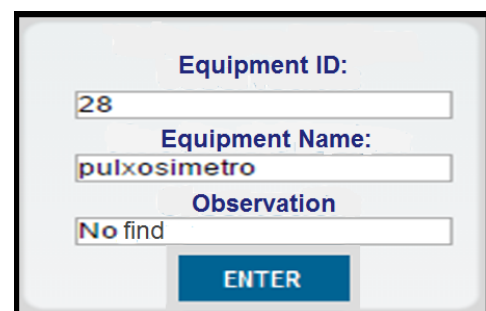 Equipment ID:
28
Equipment Name:
pulxosimetro
Observation
No find
ENTER